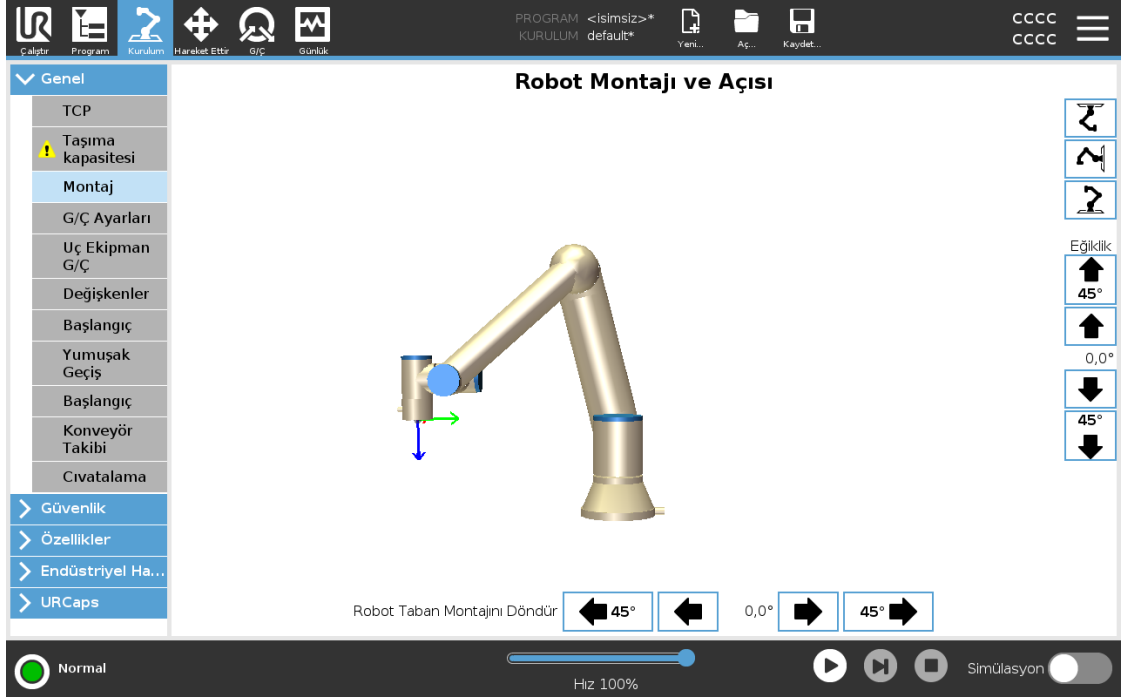 PROGRAM <isimsiz>*
KURULUM default*
CCCC
CCCC
Çalıştır Program Kurulum Hareket Ettir G/Ç Günlük Yeni... Aç... Kaydet...
Genel
TCP
Taşıma
kapasitesi
Montaj
G/Ç Ayarları
Uç Ekipman
G/Ç
Değişkenler
Başlangıç
Yumuşak
Geçiş
Başlangıç
Konveyör
Takibi
Cıvatalama
Güvenlik
Özellikler
Endüstriyel Ha...
URCaps
Robot Montajı ve Açısı
Eğiklik
45°
0,0°
45°
Robot Taban Montajını Döndür 45° 0,0° 45°
Normal
Hız 100%
Simülasyon